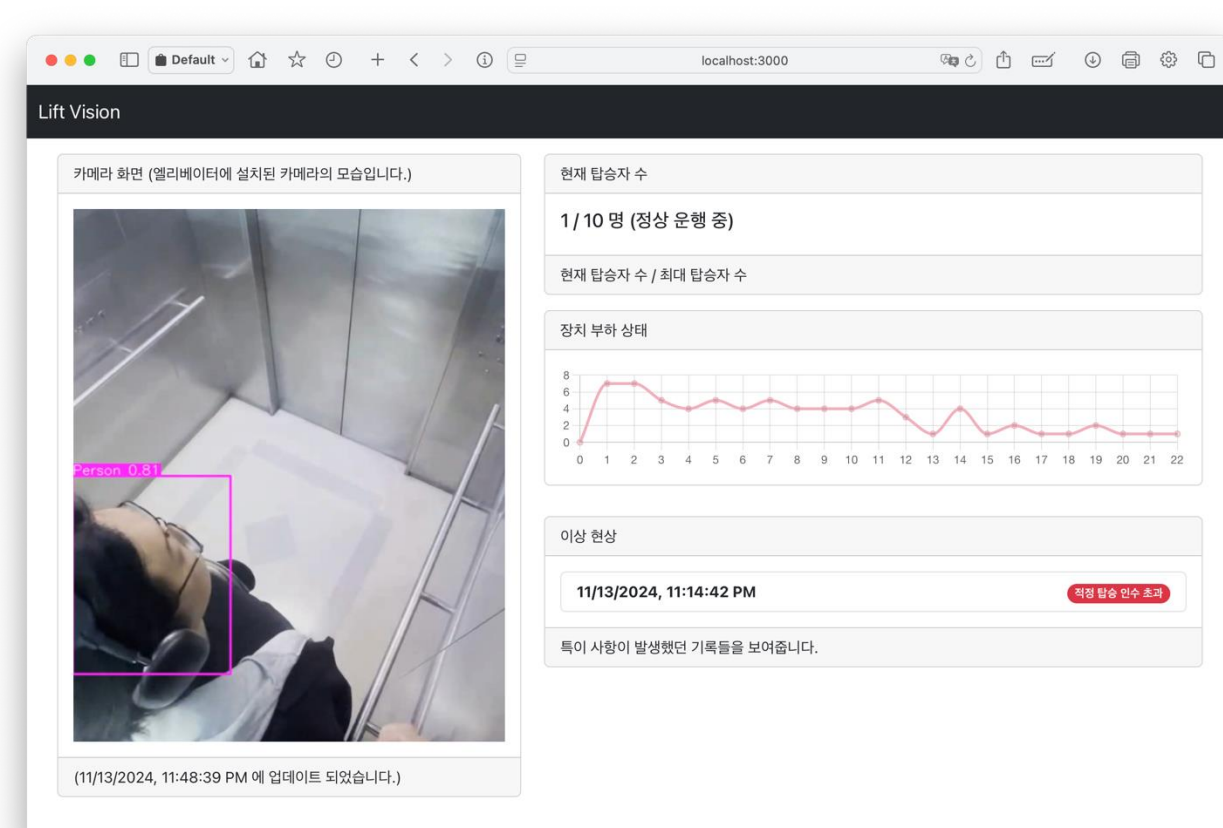 Default
localhost:3000
Lift Vision
카메라 화면 (엘리베이터에 설치된 카메라의 모습입니다.)
Person 0.81
(11/13/2024, 11:48:39 PM 에 업데이트 되었습니다.)
현재 탑승자 수
1 / 10 명 (정상 운행 중)
현재 탑승자 수 / 최대 탑승자 수
장치 부하 상태
8
6
4
2
0
0 1 2 3 4 5 6 7 8 9 10 11 12 13 14 15 16 17 18 19 20 21 22
이상 현상
11/13/2024, 11:14:42 PM 적정 탑승 인수 초과
특이 사항이 발생했던 기록들을 보여줍니다.